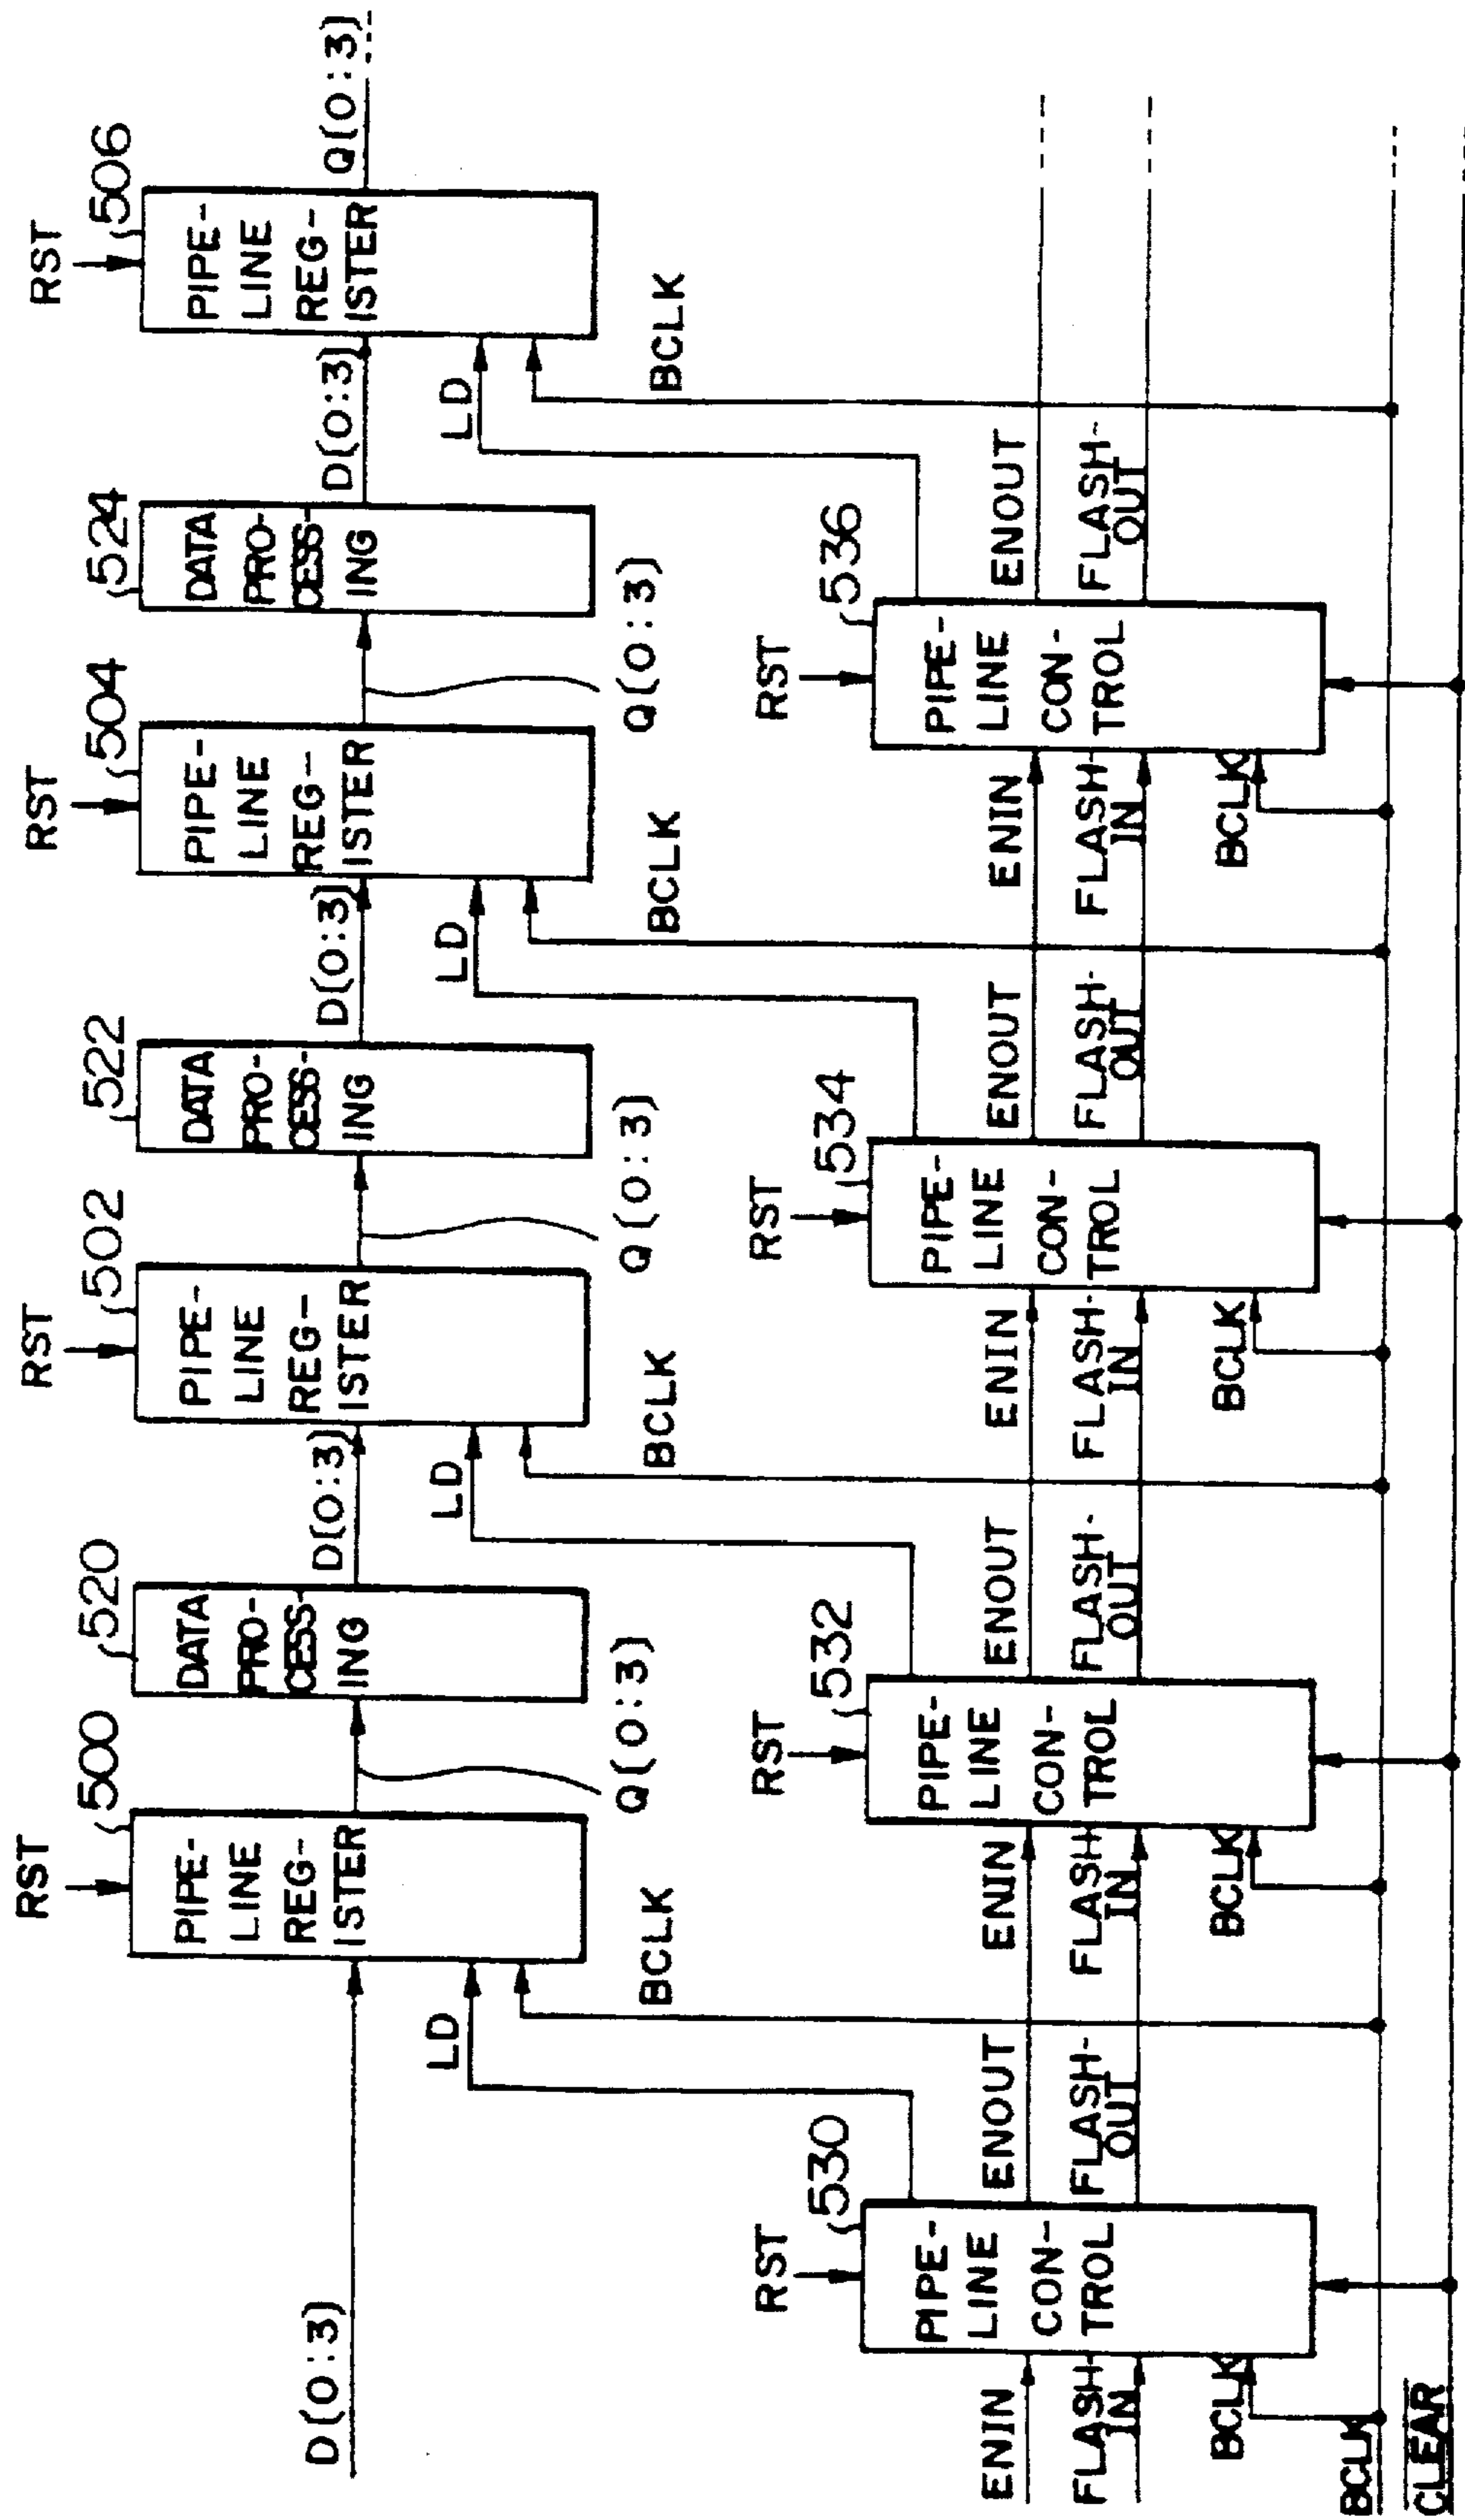 RST
RST
RST
RST
500
520
502
522
504
524
506
D(0:3)
PIPE-
LINE
REG-
ISTER
DATA
PRO-
CESS-
ING
D(0:3)
PIPE-
LINE
REG-
ISTER
DATA
PRO-
CESS-
ING
D(0:3)
PIPE-
LINE
REG-
ISTER
DATA
PRO-
CESS-
ING
D(0:3)
PIPE-
LINE
REG-
ISTER
Q(0:3)
LD
LD
LD
LD
BCLK
Q(0:3)
BCLK
Q(0:3)
BCLK
Q(0:3)
BCLK
RST
530
RST
532
RST
534
RST
536
ENIN
FLASH-
IN
BCLK
PIPE-
LINE
CON-
TROL
ENOUT
FLASH-
OUT
ENIN
FLASH-
IN
BCLK
PIPE-
LINE
CON-
TROL
ENOUT
FLASH-
OUT
ENIN
FLASH-
IN
BCLK
PIPE-
LINE
CON-
TROL
ENOUT
FLASH-
OUT
ENIN
FLASH-
IN
BCLK
PIPE-
LINE
CON-
TROL
ENOUT
FLASH-
OUT
BCLK
CLEAR